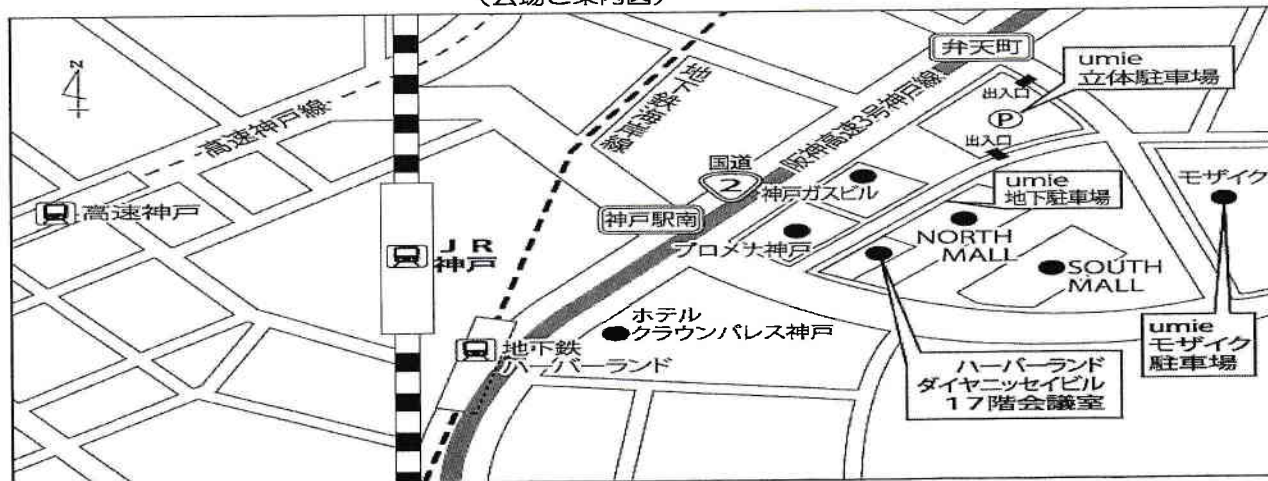 (会場ご案内図)
N
高速神戸線
高速神戸
JR
神戸
地下鉄海岸線
地下鉄
ハーバーランド
国道
2
神戸駅南
阪神高速3号神戸線
弁天町
umie
立体駐車場
出入口
P
出入口
神戸ガスビル
プロメナ神戸
umie
地下駐車場
NORTH
MALL
SOUTH
MALL
モザイク
umie
モザイク
駐車場
ホテル
クラウンパレス神戸
ハーバーランド
ダイヤニッセイビル
17階会議室